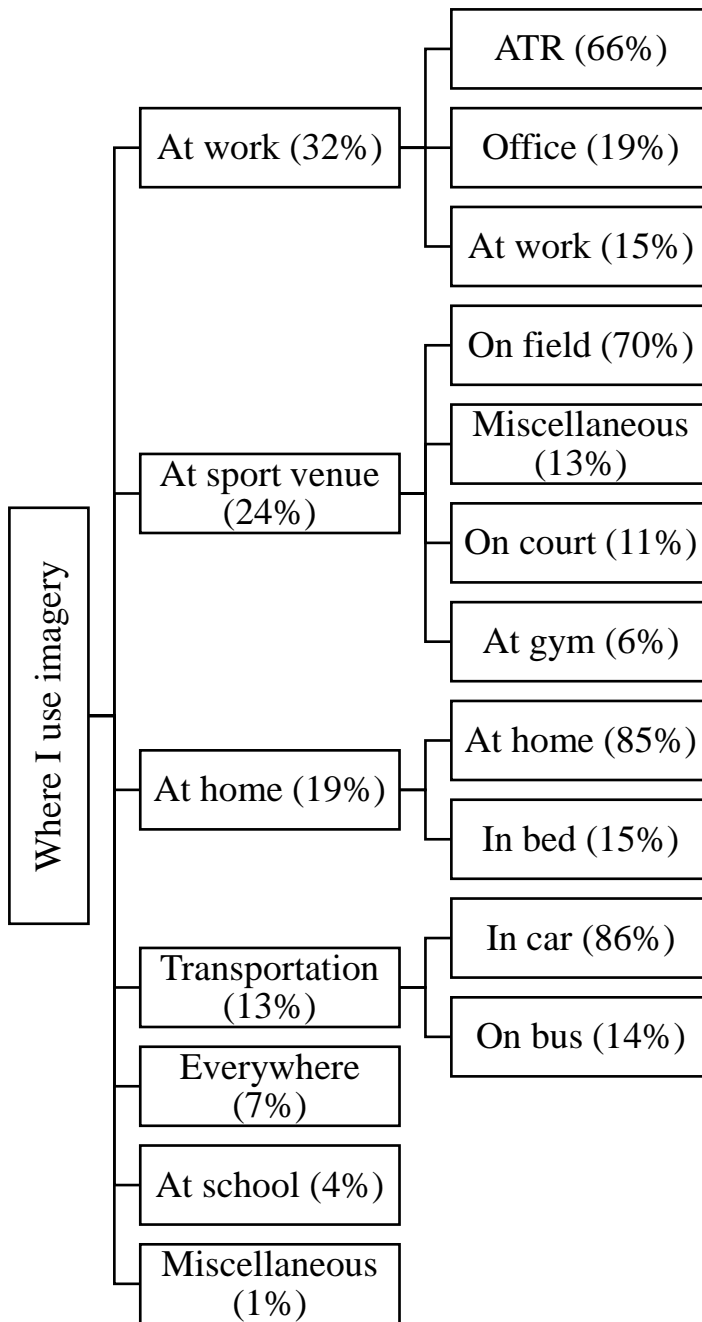 Where I use imagery
At work (32%)
ATR (66%)
Office (19%)
At work (15%)
At sport venue
(24%)
On field (70%)
Miscellaneous
(13%)
On court (11%)
At gym (6%)
At home (19%)
At home (85%)
In bed (15%)
Transportation
(13%)
In car (86%)
On bus (14%)
Everywhere
(7%)
At school (4%)
Miscellaneous
(1%)